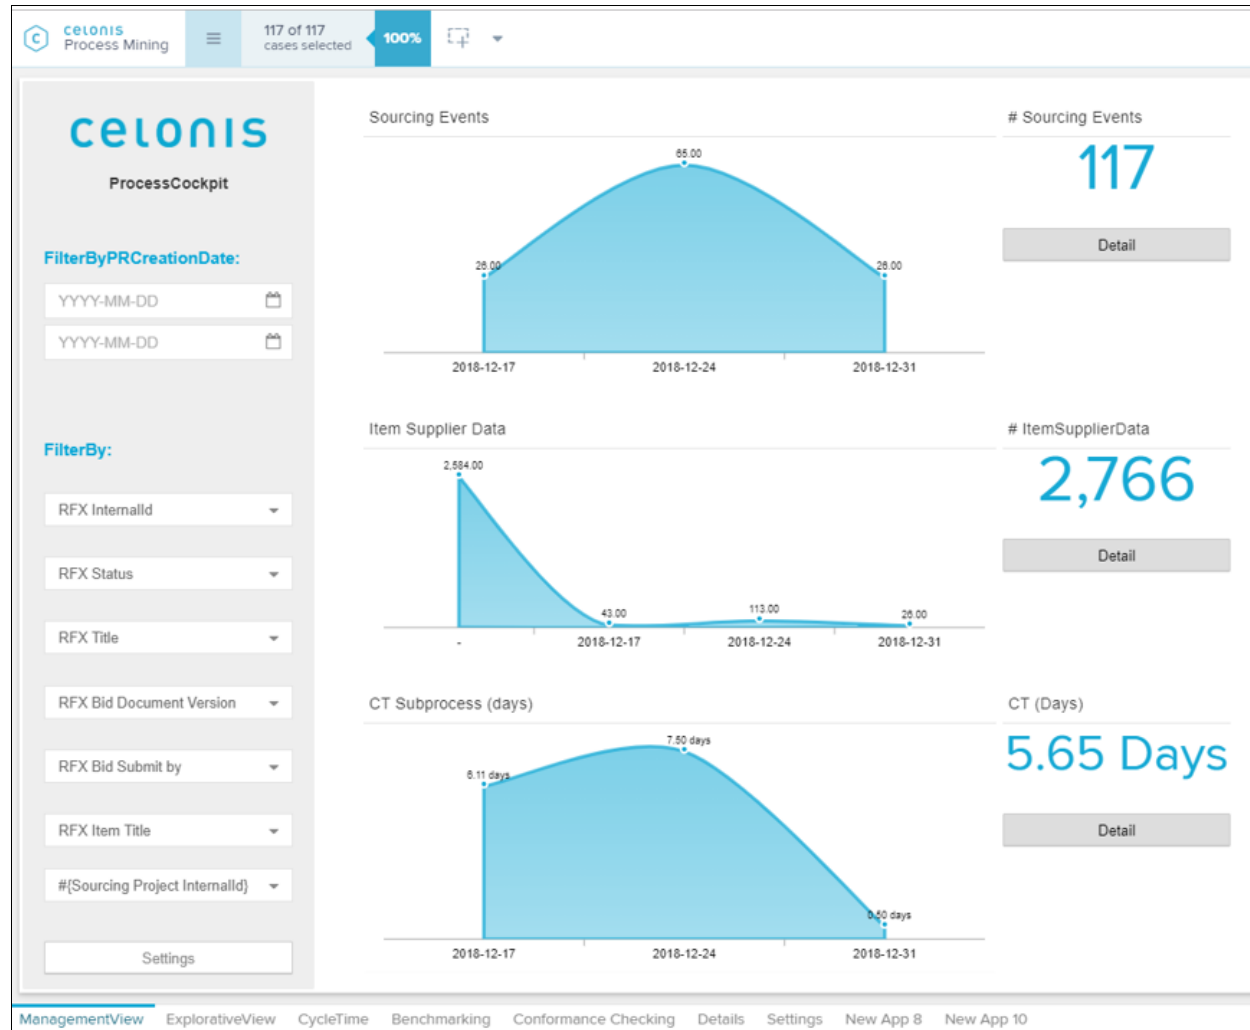 celonis
Process Mining
117 of 117
cases selected
100%
celonis
ProcessCockpit
FilterByPRCreationDate:
YYYY-MM-DD
YYYY-MM-DD
FilterBy:
RFX InternalId
RFX Status
RFX Title
RFX Bid Document Version
RFX Bid Submit by
RFX Item Title
#{Sourcing Project InternalId}
Settings
Sourcing Events
65.00
26.00
26.00
2018-12-17
2018-12-24
2018-12-31
# Sourcing Events
117
Detail
Item Supplier Data
2,584.00
43.00
113.00
26.00
-
2018-12-17
2018-12-24
2018-12-31
# ItemSupplierData
2,766
Detail
CT Subprocess (days)
6.11 days
7.50 days
0.50 days
2018-12-17
2018-12-24
2018-12-31
CT (Days)
5.65 Days
Detail
ManagementView ExplorativeView CycleTime Benchmarking Conformance Checking Details Settings New App 8 New App 10